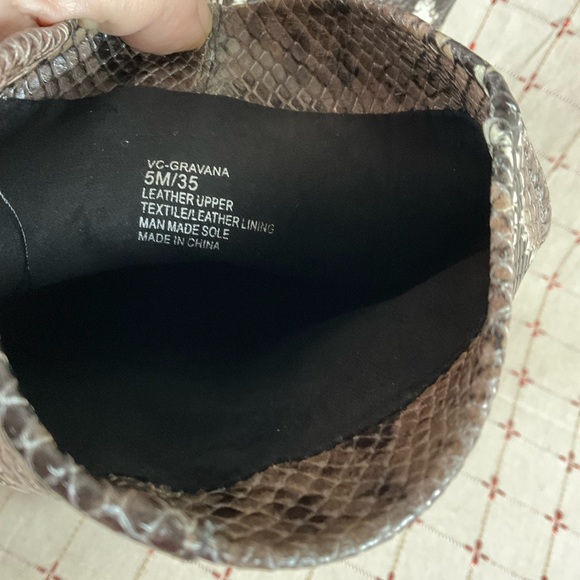 VC-GRAVANA
5M/35
LEATHER UPPER
TEXTILE/LEATHER LINING
MAN MADE SOLE
MADE IN CHINA